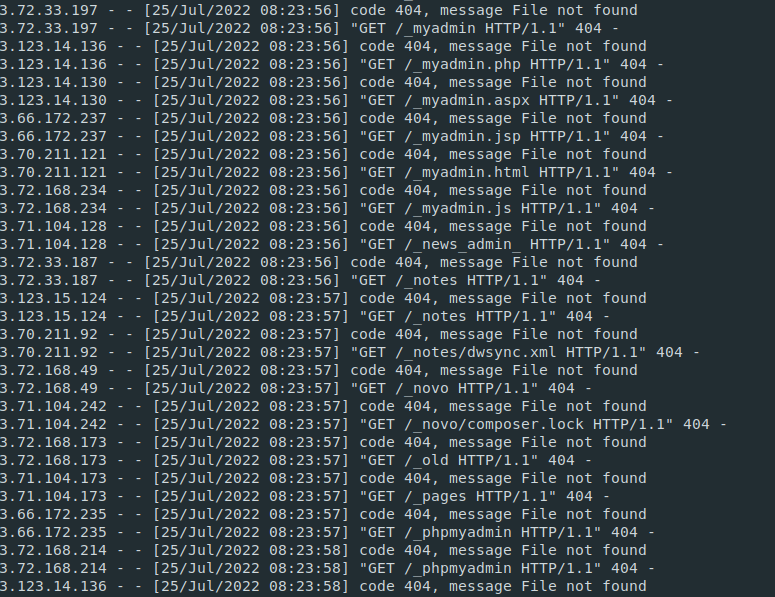 3.72.33.197 - - [25/Jul/2022 08:23:56] code 404, message File not found
3.72.33.197 - - [25/Jul/2022 08:23:56] "GET /_myadmin HTTP/1.1" 404 -
3.123.14.136 - - [25/Jul/2022 08:23:56] code 404, message File not found
3.123.14.136 - - [25/Jul/2022 08:23:56] "GET /_myadmin.php HTTP/1.1" 404 -
3.123.14.130 - - [25/Jul/2022 08:23:56] code 404, message File not found
3.123.14.130 - - [25/Jul/2022 08:23:56] "GET /_myadmin.aspx HTTP/1.1" 404 -
3.66.172.237 - - [25/Jul/2022 08:23:56] code 404, message File not found
3.66.172.237 - - [25/Jul/2022 08:23:56] "GET /_myadmin.jsp HTTP/1.1" 404 -
3.70.211.121 - - [25/Jul/2022 08:23:56] code 404, message File not found
3.70.211.121 - - [25/Jul/2022 08:23:56] "GET /_myadmin.html HTTP/1.1" 404 -
3.72.168.234 - - [25/Jul/2022 08:23:56] code 404, message File not found
3.72.168.234 - - [25/Jul/2022 08:23:56] "GET /_myadmin.js HTTP/1.1" 404 -
3.71.104.128 - - [25/Jul/2022 08:23:56] code 404, message File not found
3.71.104.128 - - [25/Jul/2022 08:23:56] "GET /_news_admin_ HTTP/1.1" 404 -
3.72.33.187 - - [25/Jul/2022 08:23:56] code 404, message File not found
3.72.33.187 - - [25/Jul/2022 08:23:56] "GET /_notes HTTP/1.1" 404 -
3.123.15.124 - - [25/Jul/2022 08:23:57] code 404, message File not found
3.123.15.124 - - [25/Jul/2022 08:23:57] "GET /_notes HTTP/1.1" 404 -
3.70.211.92 - - [25/Jul/2022 08:23:57] code 404, message File not found
3.70.211.92 - - [25/Jul/2022 08:23:57] "GET /_notes/dwsync.xml HTTP/1.1" 404 -
3.72.168.49 - - [25/Jul/2022 08:23:57] code 404, message File not found
3.72.168.49 - - [25/Jul/2022 08:23:57] "GET /_novo HTTP/1.1" 404 -
3.71.104.242 - - [25/Jul/2022 08:23:57] code 404, message File not found
3.71.104.242 - - [25/Jul/2022 08:23:57] "GET /_novo/composer.lock HTTP/1.1" 404 -
3.72.168.173 - - [25/Jul/2022 08:23:57] code 404, message File not found
3.72.168.173 - - [25/Jul/2022 08:23:57] "GET /_old HTTP/1.1" 404 -
3.71.104.173 - - [25/Jul/2022 08:23:57] code 404, message File not found
3.71.104.173 - - [25/Jul/2022 08:23:57] "GET /_pages HTTP/1.1" 404 -
3.66.172.235 - - [25/Jul/2022 08:23:57] code 404, message File not found
3.66.172.235 - - [25/Jul/2022 08:23:57] "GET /_phpmyadmin HTTP/1.1" 404 -
3.72.168.214 - - [25/Jul/2022 08:23:58] code 404, message File not found
3.72.168.214 - - [25/Jul/2022 08:23:58] "GET /_phpmyadmin HTTP/1.1" 404 -
3.123.14.136 - - [25/Jul/2022 08:23:58] code 404, message File not found